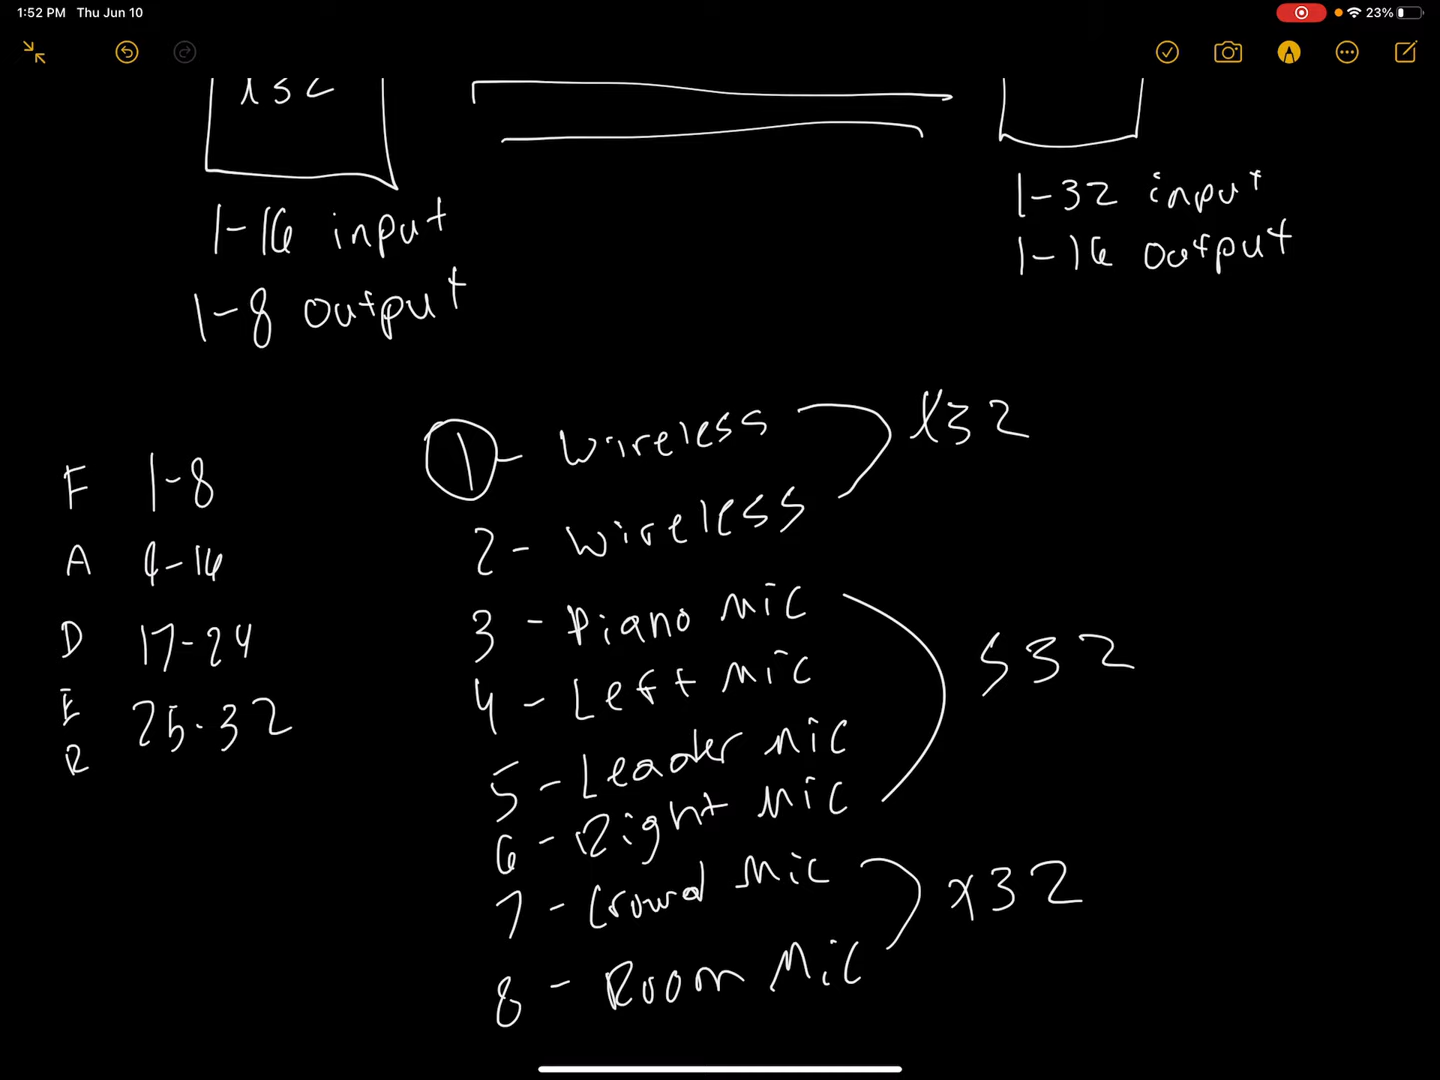 1:52 PM Thu Jun 10
23%
1-16 input
1-8 output
1-32 input
1-16 output
F 1-8
A 9-16
D 17-24
E 25-32
R
1 - Wireless
2 - Wireless
X32
3 - Piano Mic
4 - Left Mic
5 - Leader Mic
6 - Right Mic
S32
7 - Crowd Mic
8 - Room Mic
X32